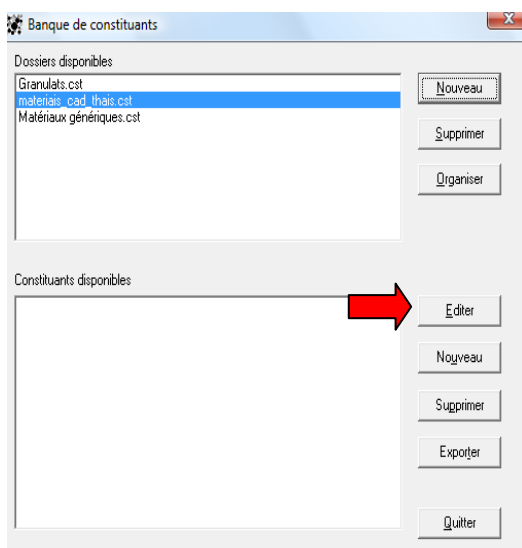 Banque de constituants
Dossiers disponibles
Granulats.cst
materiais_cad_thais.cst
Matériaux génériques.cst
Nouveau
Supprimer
Organiser
Constituants disponibles
Editer
Nouveau
Supprimer
Exporter
Quitter